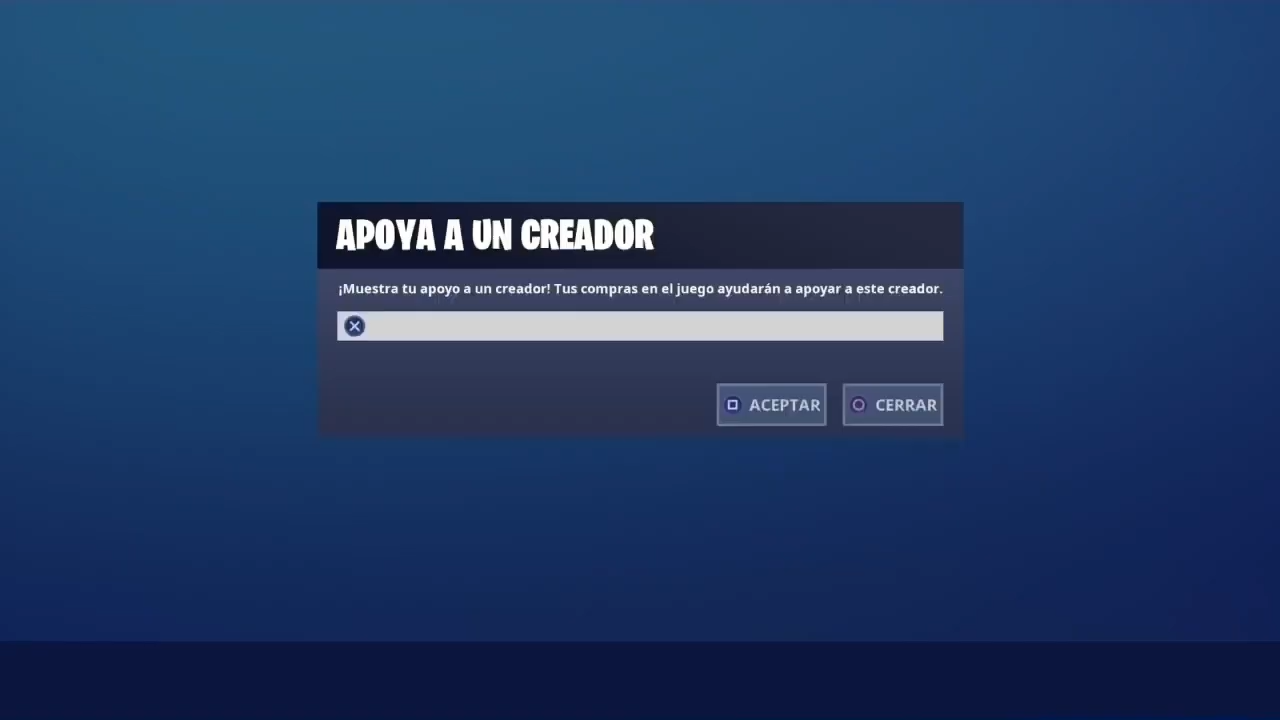 APOYA A UN CREADOR
¡Muestra tu apoyo a un creador! Tus compras en el juego ayudarán a apoyar a este creador.
ACEPTAR
CERRAR